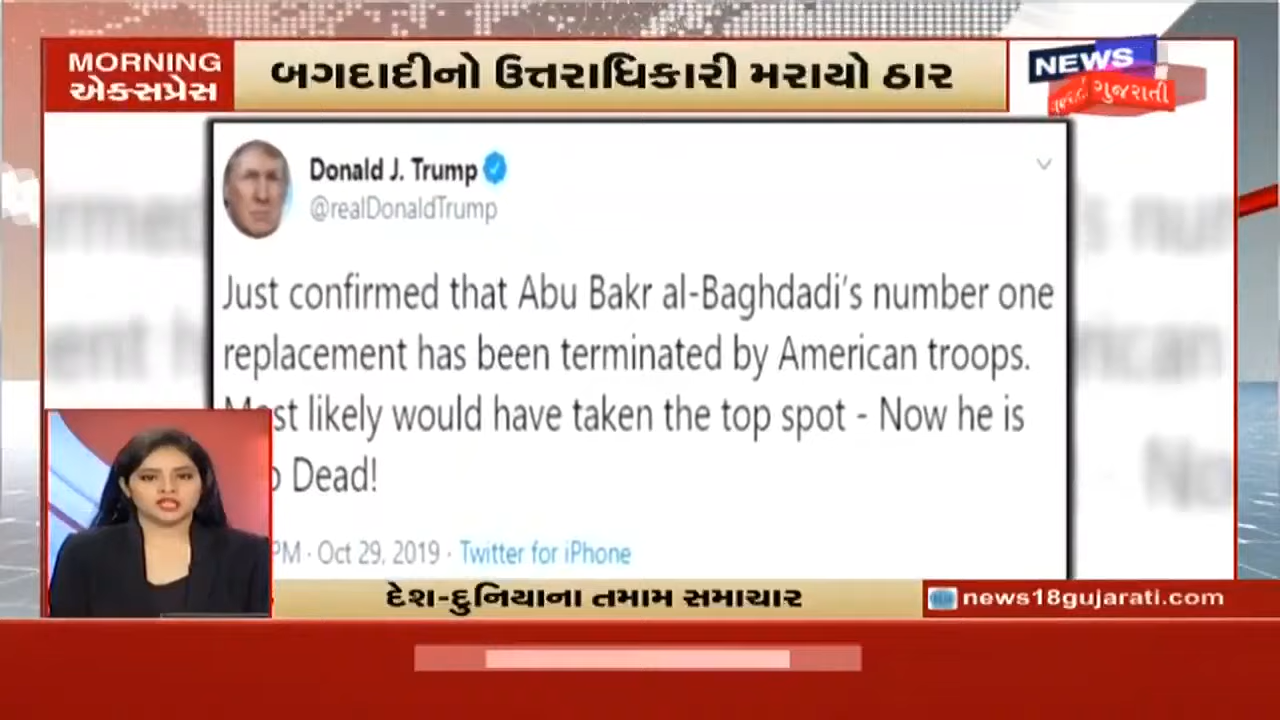 MORNING
એક્સપ્રેસ
બગદાદીનો ઉત્તરાધિકારી મરાયો ઠાર
NEWS
ગુજરાતી
Donald J. Trump
@realDonaldTrump
Just confirmed that Abu Bakr al-Baghdadi's number one
replacement has been terminated by American troops.
likely would have taken the top spot - Now he is
Dead!
PM · Oct 29, 2019 · Twitter for iPhone
દેશ-દુનિયાના તમામ સમાચાર
news18gujarati.com